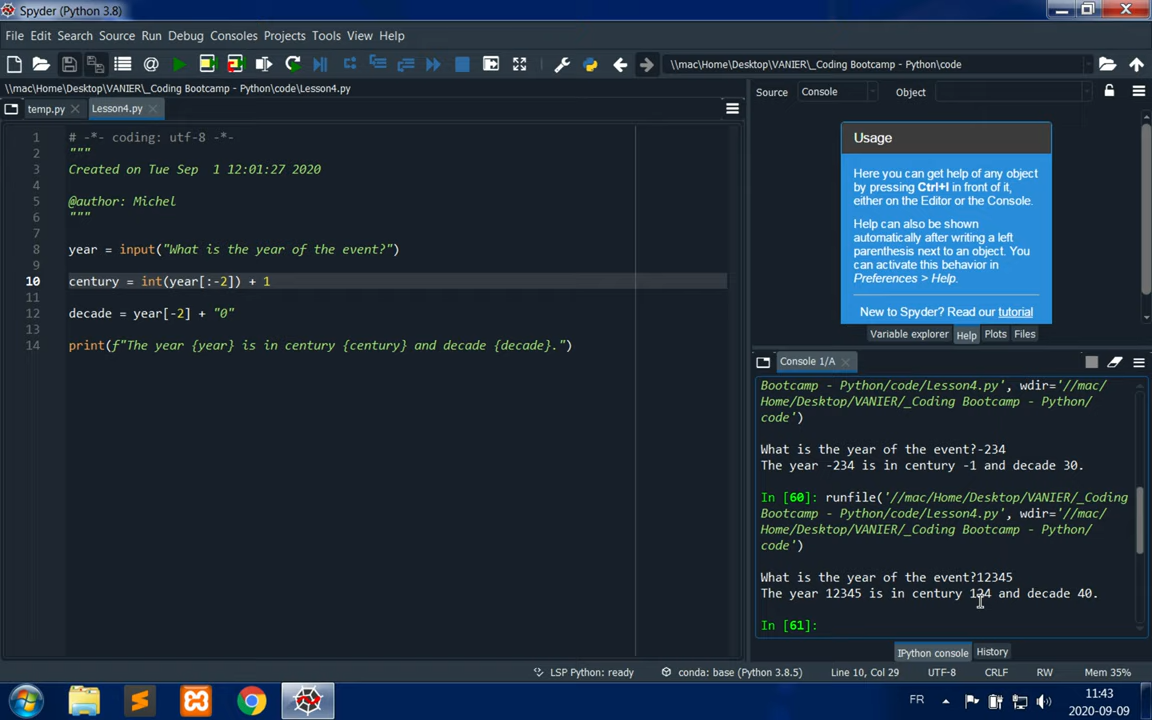 Spyder (Python 3.8)
File Edit Search Source Run Debug Consoles Projects Tools View Help
\\mac\Home\Desktop\VANIER\_Coding Bootcamp - Python\code
\\mac\Home\Desktop\VANIER\_Coding Bootcamp - Python\code\Lesson4.py
temp.py Lesson4.py
1 # -*- coding: utf-8 -*-
2 """
3 Created on Tue Sep  1 12:01:27 2020
4
5 @author: Michel
6 """
7
8 year = input("What is the year of the event?")
9
10 century = int(year[:-2]) + 1
11
12 decade = year[-2] + "0"
13
14 print(f"The year {year} is in century {century} and decade {decade}.")
Source Console Object
Usage
Here you can get help of any object
by pressing Ctrl+I in front of it,
either on the Editor or the Console.
Help can also be shown
automatically after writing a left
parenthesis next to an object. You
can activate this behavior in
Preferences > Help.
New to Spyder? Read our tutorial
Variable explorer Help Plots Files
Console 1/A
Bootcamp - Python/code/Lesson4.py', wdir='//mac/
Home/Desktop/VANIER/_Coding Bootcamp - Python/
code')
What is the year of the event?-234
The year -234 is in century -1 and decade 30.
In [60]: runfile('//mac/Home/Desktop/VANIER/_Coding
Bootcamp - Python/code/Lesson4.py', wdir='//mac/
Home/Desktop/VANIER/_Coding Bootcamp - Python/
code')
What is the year of the event?12345
The year 12345 is in century 124 and decade 40.
In [61]:
IPython console History
LSP Python: ready conda: base (Python 3.8.5) Line 10, Col 29 UTF-8 CRLF RW Mem 35%
FR 11:43
2020-09-09